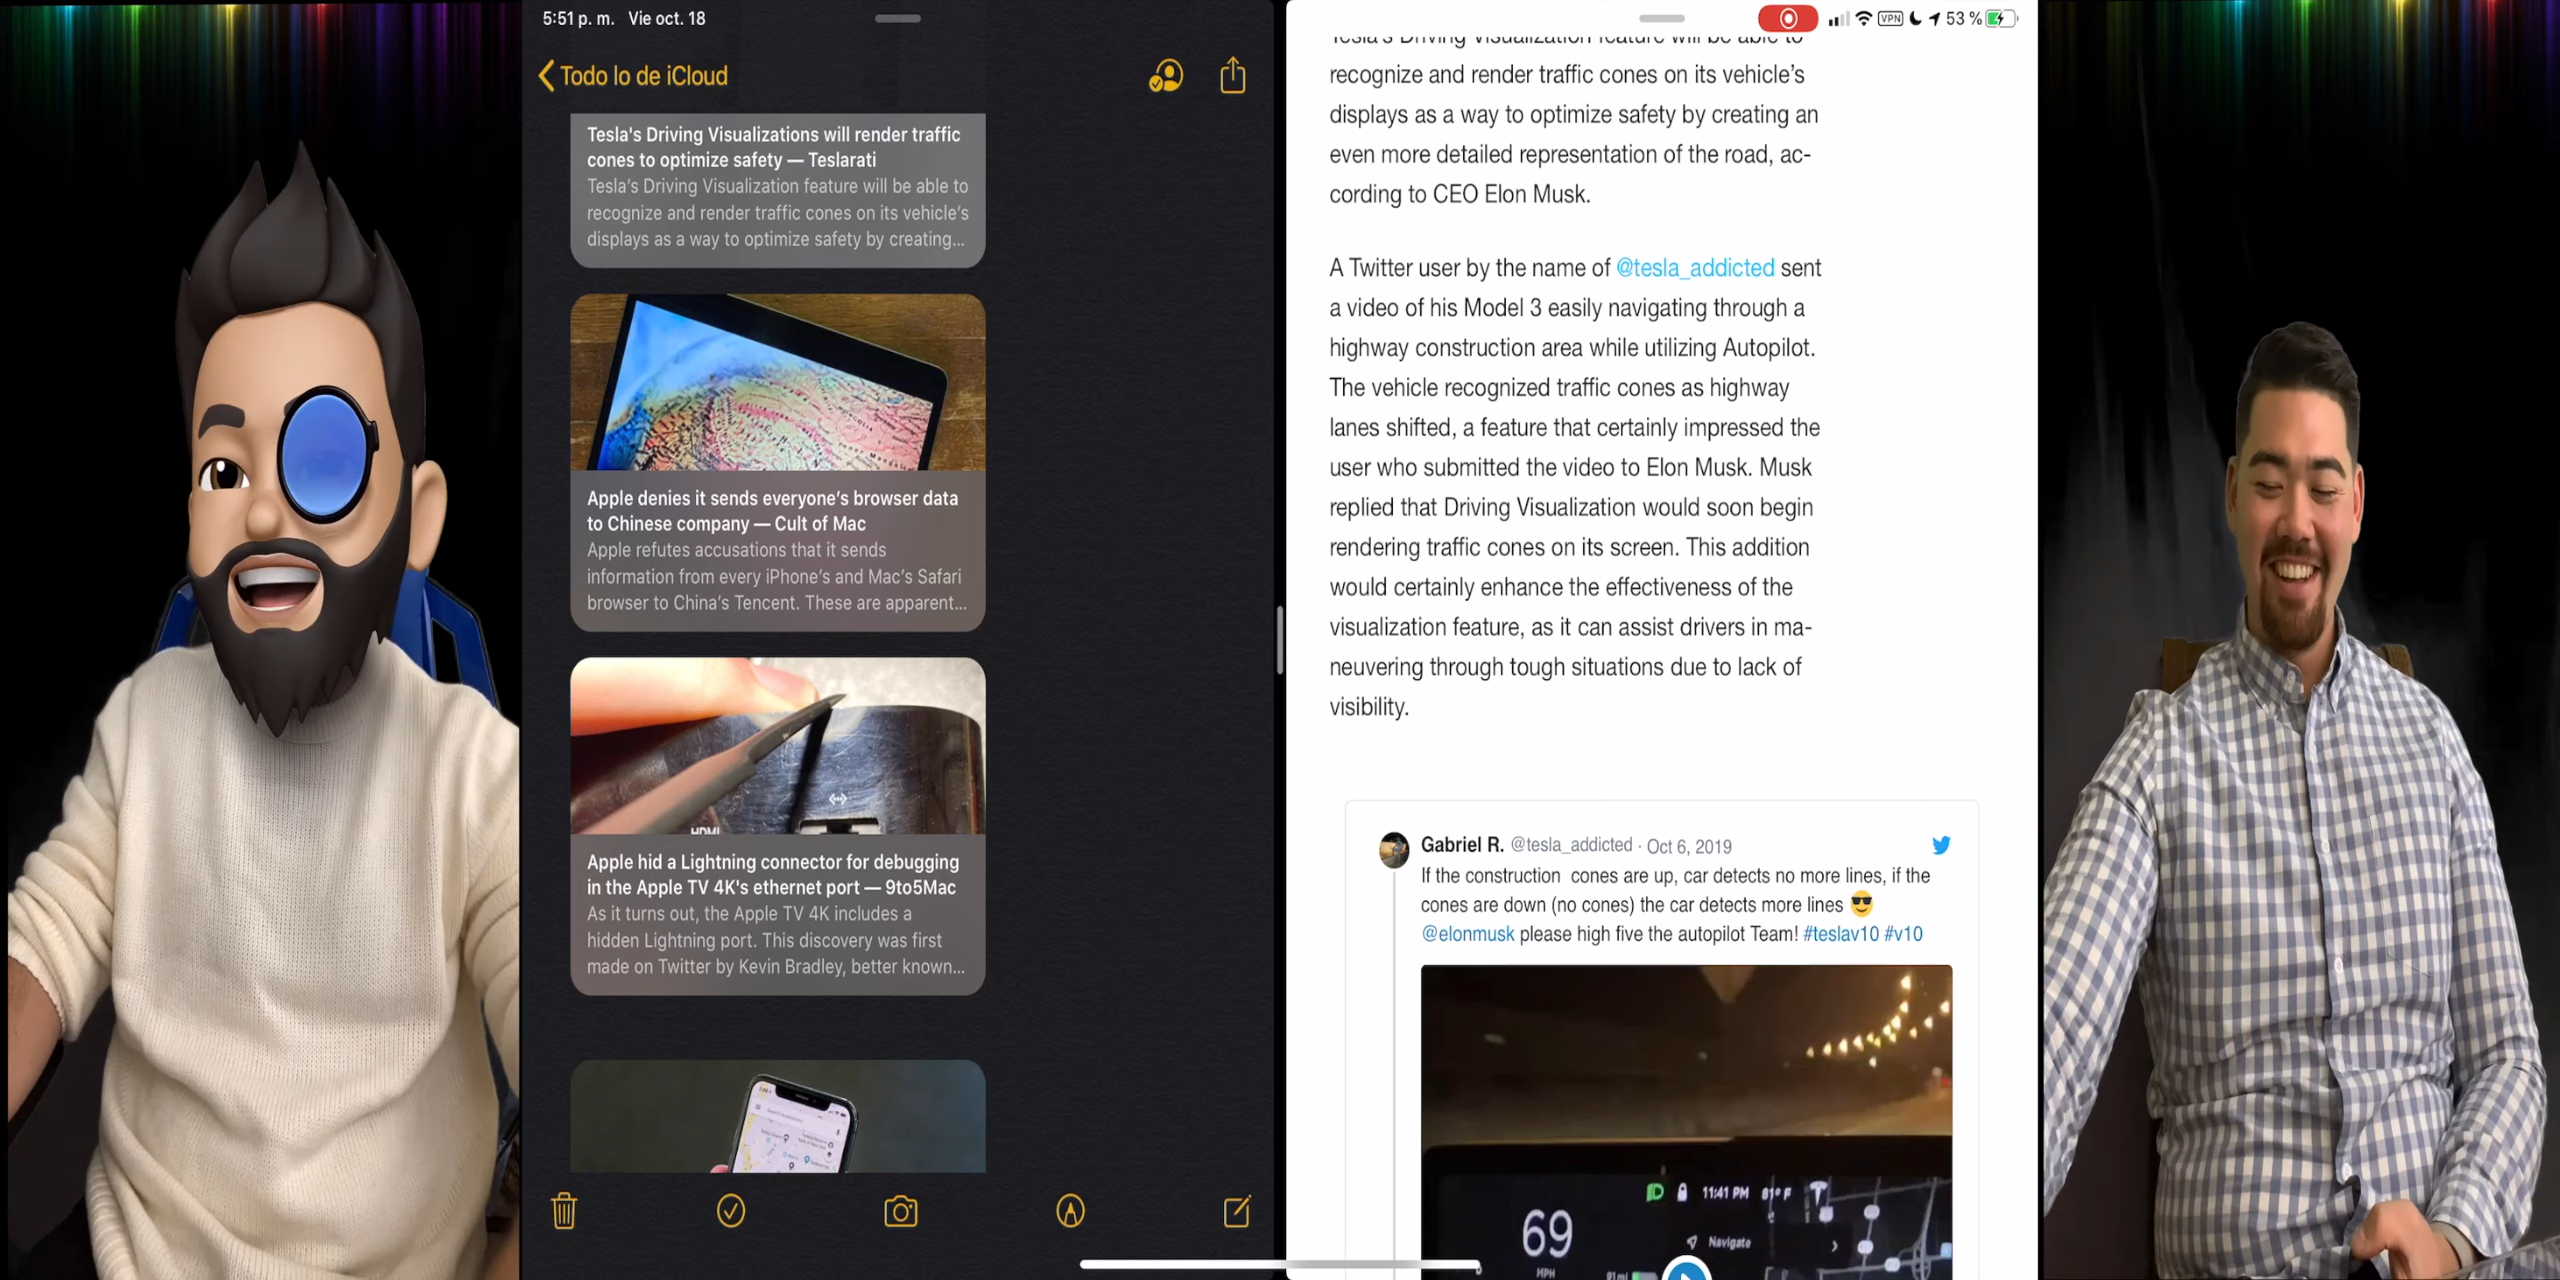 5:51 p. m. Vie oct. 18
Todo lo de iCloud
Tesla's Driving Visualizations will render traffic
cones to optimize safety — Teslarati
Tesla's Driving Visualization feature will be able to
recognize and render traffic cones on its vehicle's
displays as a way to optimize safety by creating...
Apple denies it sends everyone's browser data
to Chinese company — Cult of Mac
Apple refutes accusations that it sends
information from every iPhone's and Mac's Safari
browser to China's Tencent. These are apparent...
HDMI
Apple hid a Lightning connector for debugging
in the Apple TV 4K's ethernet port — 9to5Mac
As it turns out, the Apple TV 4K includes a
hidden Lightning port. This discovery was first
made on Twitter by Kevin Bradley, better known...
VPN 53 %
Tesla's Driving Visualization feature will be able to
recognize and render traffic cones on its vehicle's
displays as a way to optimize safety by creating an
even more detailed representation of the road, ac-
cording to CEO Elon Musk.
A Twitter user by the name of @tesla_addicted sent
a video of his Model 3 easily navigating through a
highway construction area while utilizing Autopilot.
The vehicle recognized traffic cones as highway
lanes shifted, a feature that certainly impressed the
user who submitted the video to Elon Musk. Musk
replied that Driving Visualization would soon begin
rendering traffic cones on its screen. This addition
would certainly enhance the effectiveness of the
visualization feature, as it can assist drivers in ma-
neuvering through tough situations due to lack of
visibility.
Gabriel R. @tesla_addicted · Oct 6, 2019
If the construction cones are up, car detects no more lines, if the
cones are down (no cones) the car detects more lines 😎
@elonmusk please high five the autopilot Team! #teslav10 #v10
11:41 PM 81° F
69
MPH
Navigate